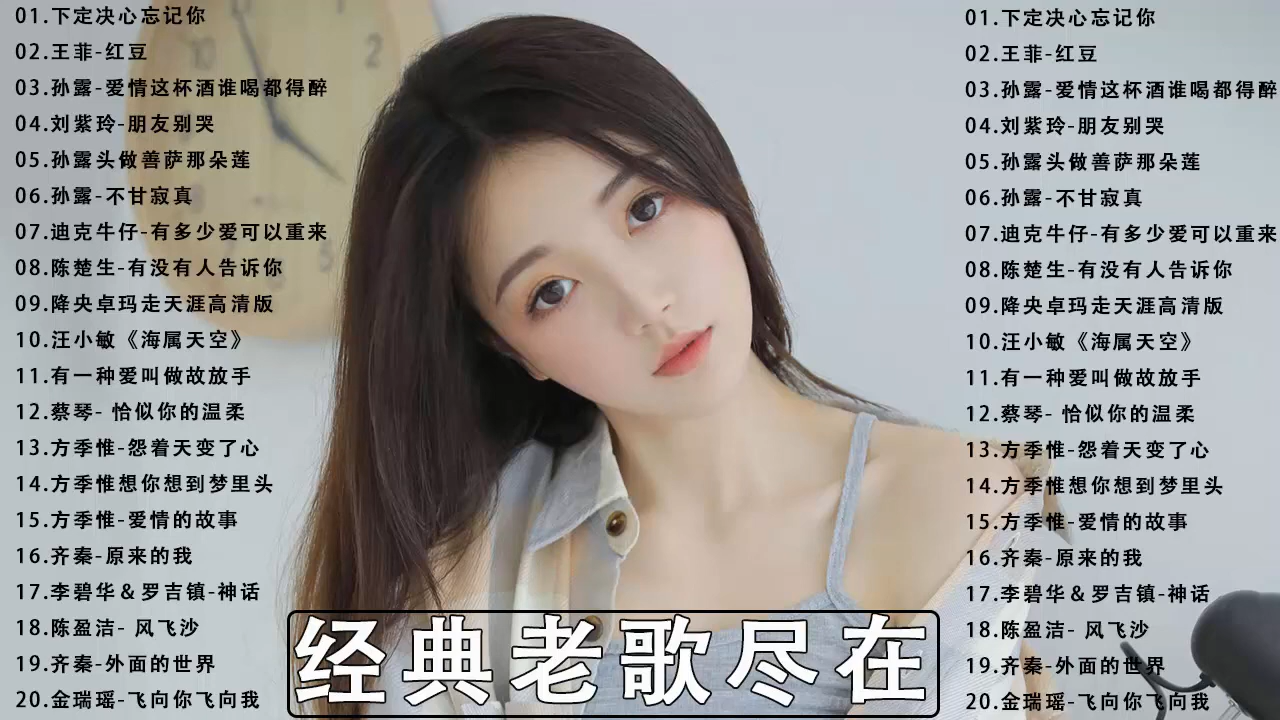 01.下定决心忘记你
02.王菲-红豆
03.孙露-爱情这杯酒谁喝都得醉
04.刘紫玲-朋友别哭
05.孙露头做善萨那朵莲
06.孙露-不甘寂真
07.迪克牛仔-有多少爱可以重来
08.陈楚生-有没有人告诉你
09.降央卓玛走天涯高清版
10.汪小敏《海属天空》
11.有一种爱叫做故放手
12.蔡琴- 恰似你的温柔
13.方季惟-怨着天变了心
14.方季惟想你想到梦里头
15.方季惟-爱情的故事
16.齐秦-原来的我
17.李碧华＆罗吉镇-神话
18.陈盈洁- 风飞沙
19.齐秦-外面的世界
20.金瑞瑶-飞向你飞向我
01.下定决心忘记你
02.王菲-红豆
03.孙露-爱情这杯酒谁喝都得醉
04.刘紫玲-朋友别哭
05.孙露头做善萨那朵莲
06.孙露-不甘寂真
07.迪克牛仔-有多少爱可以重来
08.陈楚生-有没有人告诉你
09.降央卓玛走天涯高清版
10.汪小敏《海属天空》
11.有一种爱叫做故放手
12.蔡琴- 恰似你的温柔
13.方季惟-怨着天变了心
14.方季惟想你想到梦里头
15.方季惟-爱情的故事
16.齐秦-原来的我
17.李碧华＆罗吉镇-神话
18.陈盈洁- 风飞沙
19.齐秦-外面的世界
20.金瑞瑶-飞向你飞向我
经典老歌尽在